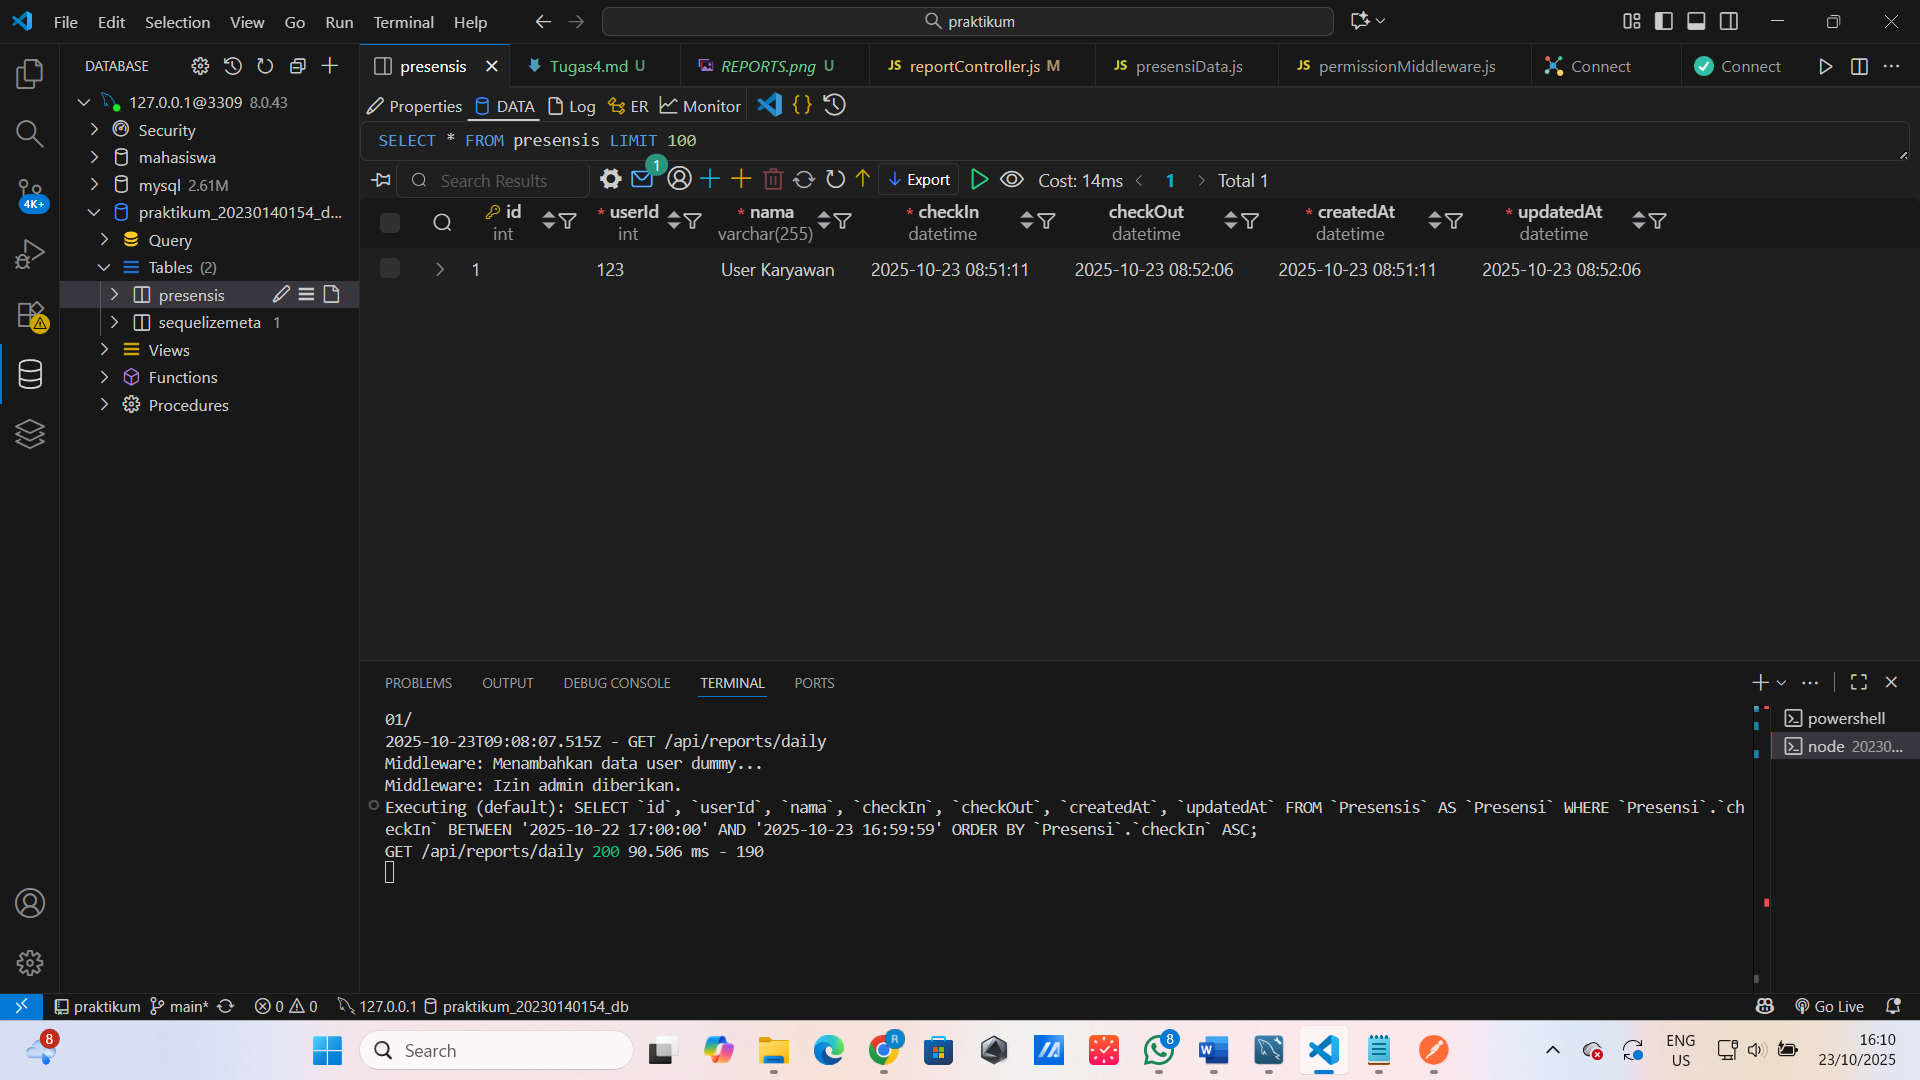 File Edit Selection View Go Run Terminal Help
praktikum
DATABASE
127.0.0.1@3309 8.0.43
Security
mahasiswa
mysql 2.61M
praktikum_20230140154_d...
Query
Tables (2)
presensis
sequelizemeta 1
Views
Functions
Procedures
4K+
presensis
Tugas4.md U
REPORTS.png U
JS reportController.js M
JS presensiData.js
JS permissionMiddleware.js
Connect
Connect
Properties DATA Log ER Monitor
SELECT * FROM presensis LIMIT 100
Search Results
1
Export
Cost: 14ms
1
Total 1
id
int
* userId
int
* nama
varchar(255)
* checkIn
datetime
checkOut
datetime
* createdAt
datetime
* updatedAt
datetime
1 123 User Karyawan 2025-10-23 08:51:11 2025-10-23 08:52:06 2025-10-23 08:51:11 2025-10-23 08:52:06
PROBLEMS OUTPUT DEBUG CONSOLE TERMINAL PORTS
01/
2025-10-23T09:08:07.515Z - GET /api/reports/daily
Middleware: Menambahkan data user dummy...
Middleware: Izin admin diberikan.
Executing (default): SELECT `id`, `userId`, `nama`, `checkIn`, `checkOut`, `createdAt`, `updatedAt` FROM `Presensis` AS `Presensi` WHERE `Presensi`.`ch
eckIn` BETWEEN '2025-10-22 17:00:00' AND '2025-10-23 16:59:59' ORDER BY `Presensi`.`checkIn` ASC;
GET /api/reports/daily 200 90.506 ms - 190
powershell
node 20230...
praktikum main* 0 0 127.0.0.1 praktikum_20230140154_db
Go Live
8
Search
R
8
ENG
US
16:10
23/10/2025